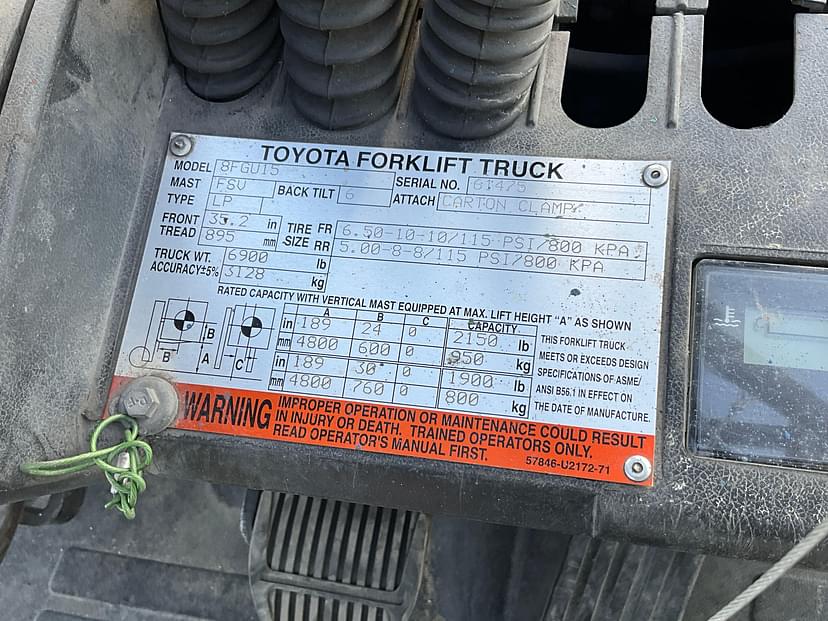 TOYOTA FORKLIFT TRUCK
MODEL 8FGU15 SERIAL NO. 61475
MAST FSV BACK TILT 6 ATTACH CARTON CLAMP
TYPE LP
FRONT TREAD 35.2 in TIRE SIZE FR 6.50-10-10/115 PSI/800 KPA
895 mm RR 5.00-8-8/115 PSI/800 KPA
TRUCK WT. 6900 lb
ACCURACY±5% 3128 kg
RATED CAPACITY WITH VERTICAL MAST EQUIPPED AT MAX. LIFT HEIGHT "A" AS SHOWN
A B C CAPACITY
in 189 24 0 2150 lb
mm 4800 600 0 950 kg
in 189 30 0 1900 lb
mm 4800 760 0 800 kg
B
B A C
THIS FORKLIFT TRUCK
MEETS OR EXCEEDS DESIGN
SPECIFICATIONS OF ASME/
ANSI B56.1 IN EFFECT ON
THE DATE OF MANUFACTURE.
WARNING IMPROPER OPERATION OR MAINTENANCE COULD RESULT
IN INJURY OR DEATH. TRAINED OPERATORS ONLY.
READ OPERATOR'S MANUAL FIRST.
57846-U2172-71